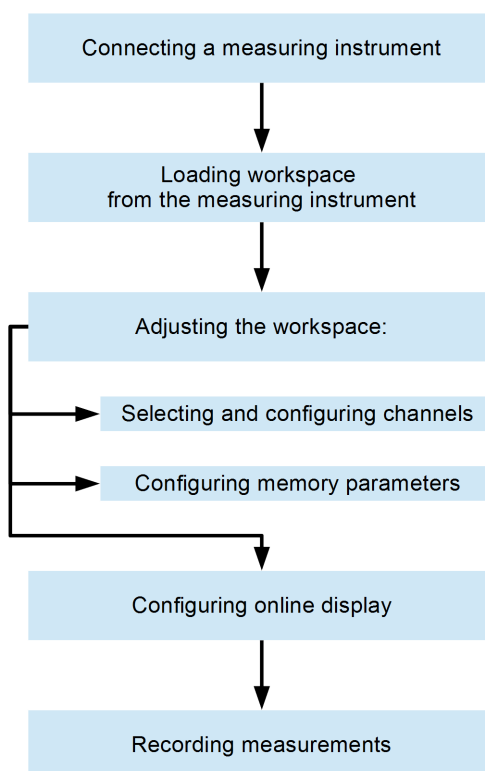 Connecting a measuring instrument
Loading workspace
from the measuring instrument
Adjusting the workspace:
Selecting and configuring channels
Configuring memory parameters
Configuring online display
Recording measurements